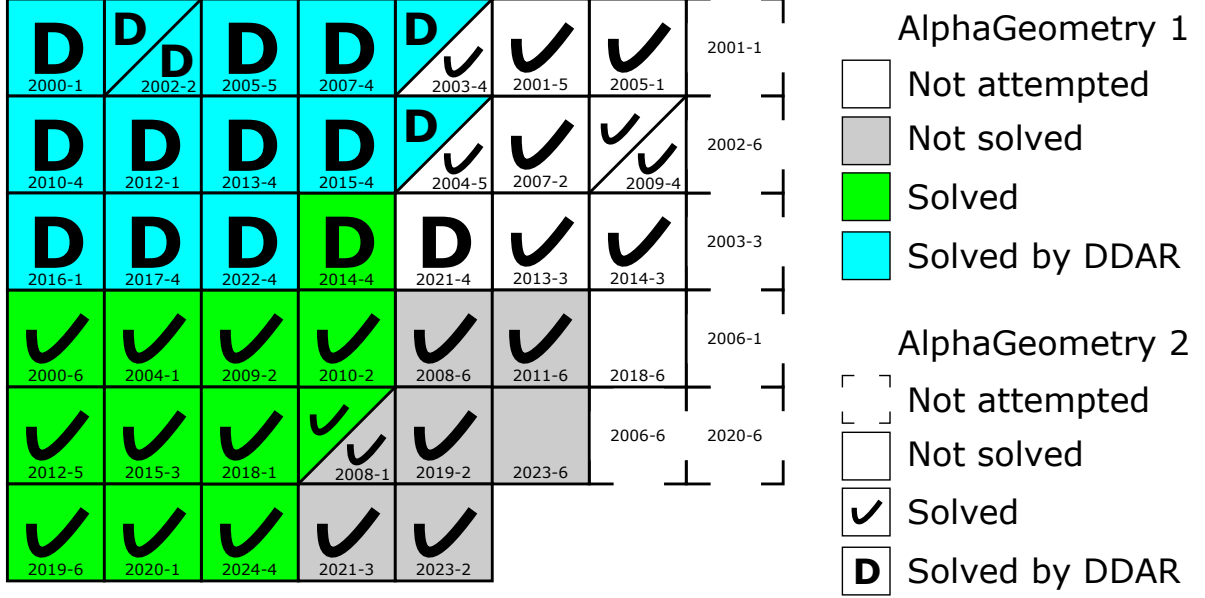 D D D D D D
2000-1 2002-2 2005-5 2007-4 2003-4 2001-5 2005-1 2001-1
D D D D D
2010-4 2012-1 2013-4 2015-4 2004-5 2007-2 2009-4 2002-6
D D D D D
2016-1 2017-4 2022-4 2014-4 2021-4 2013-3 2014-3 2003-3
2000-6 2004-1 2009-2 2010-2 2008-6 2011-6 2018-6 2006-1
2012-5 2015-3 2018-1 2008-1 2019-2 2023-6 2006-6 2020-6
2019-6 2020-1 2024-4 2021-3 2023-2
AlphaGeometry 1
Not attempted
Not solved
Solved
Solved by DDAR
AlphaGeometry 2
Not attempted
Not solved
Solved
D Solved by DDAR